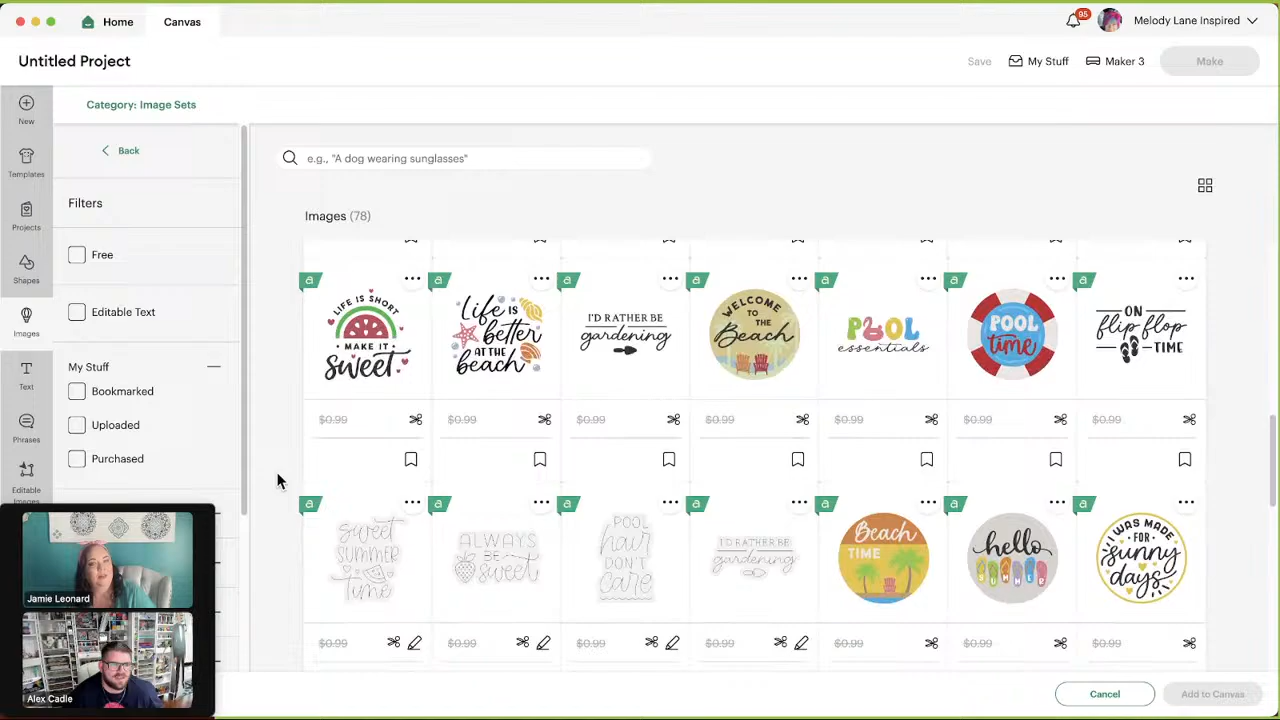 Home
Canvas
95
Melody Lane Inspired
Untitled Project
Save
My Stuff
Maker 3
Make
New
Templates
Projects
Shapes
Images
Text
Phrases
Editable
Images
Category: Image Sets
Back
Filters
Free
Editable Text
My Stuff
Bookmarked
Uploaded
Purchased
e.g., "A dog wearing sunglasses"
Images (78)
a a a a a a a
LIFE IS SHORT
MAKE IT
sweet
Life is
better
AT THE
beach
I'D RATHER BE
gardening
WELCOME
TO THE
Beach
POOL
essentials
POOL
time
ON
flip flop
TIME
$0.99 $0.99 $0.99 $0.99 $0.99 $0.99 $0.99
a a a a a a a
sweet
SUMMER
time
ALWAYS
BE
sweet
POOL
hair
DON'T
care
I'D RATHER BE
gardening
Beach
TIME
hello
SUMMER
I WAS MADE
FOR
sunny
days
$0.99 $0.99 $0.99 $0.99 $0.99 $0.99 $0.99
Jamie Leonard
Alex Cadle
Cancel
Add to Canvas